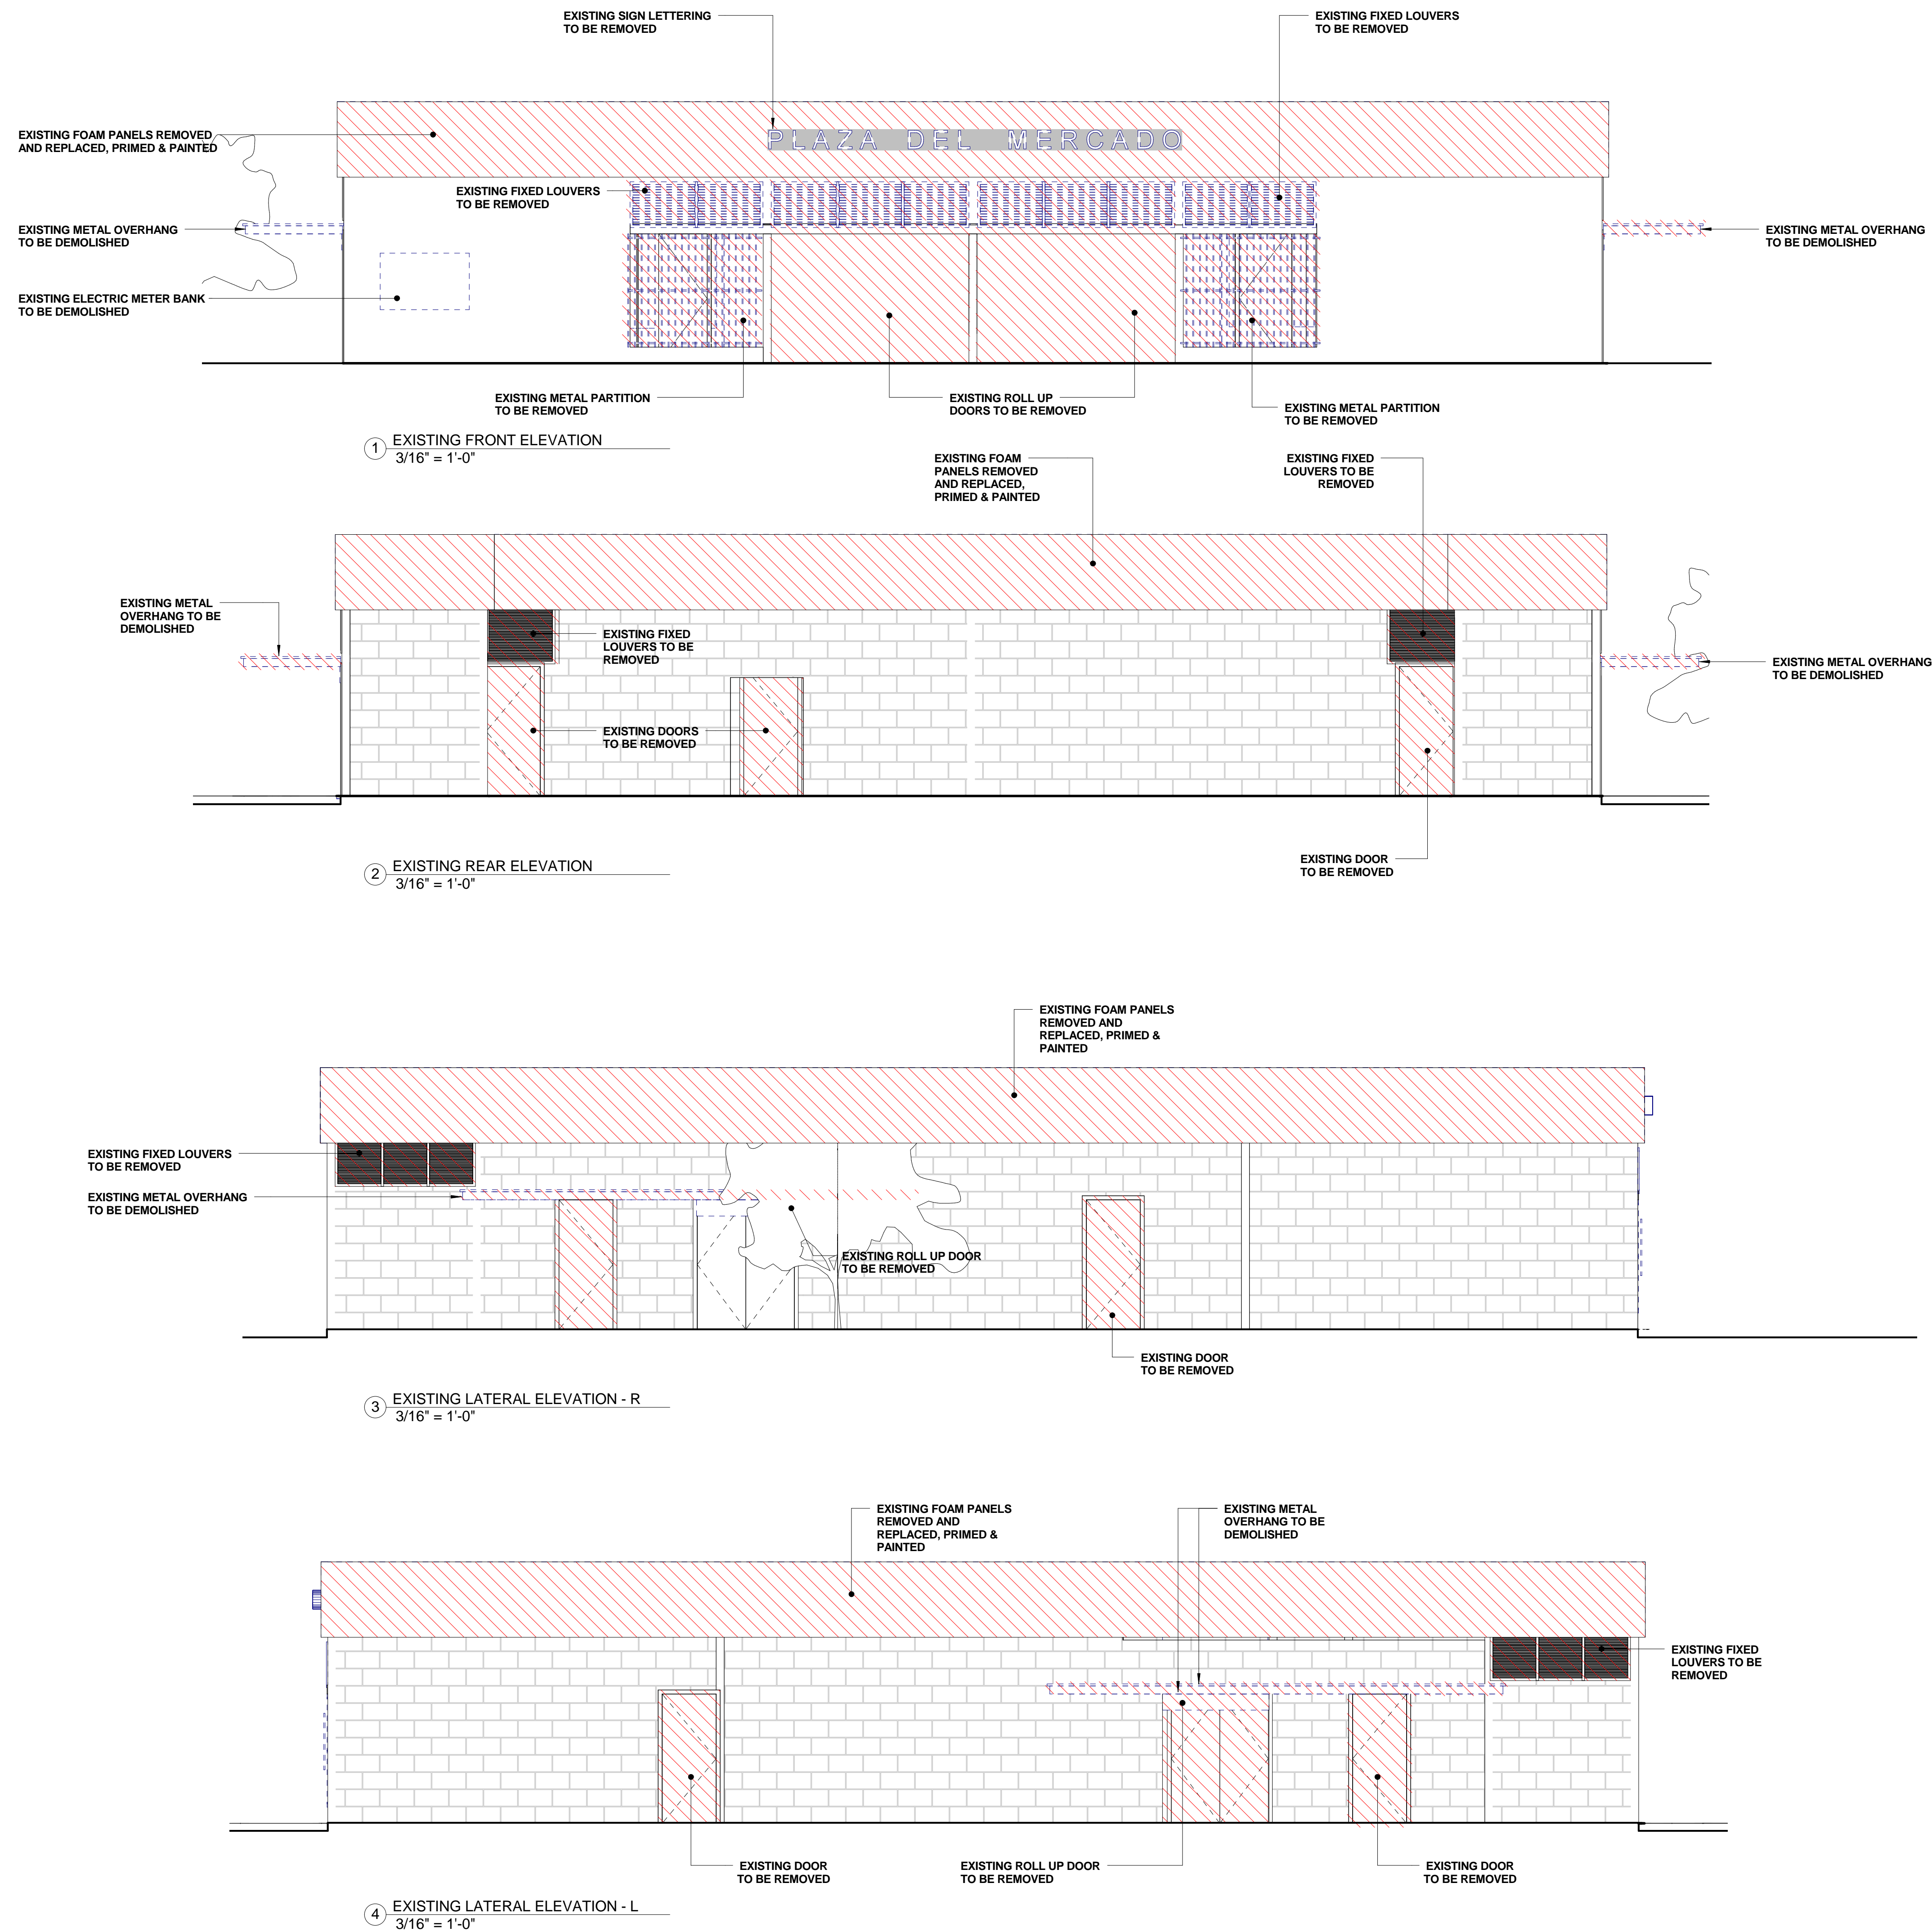 EXISTING SIGN LETTERING
TO BE REMOVED
EXISTING FIXED LOUVERS
TO BE REMOVED
EXISTING FOAM PANELS REMOVED
AND REPLACED, PRIMED & PAINTED
PLAZA DEL MERCADO
EXISTING FIXED LOUVERS
TO BE REMOVED
EXISTING METAL OVERHANG
TO BE DEMOLISHED
EXISTING METAL OVERHANG
TO BE DEMOLISHED
EXISTING ELECTRIC METER BANK
TO BE DEMOLISHED
EXISTING METAL PARTITION
TO BE REMOVED
EXISTING ROLL UP
DOORS TO BE REMOVED
EXISTING METAL PARTITION
TO BE REMOVED
1 EXISTING FRONT ELEVATION
3/16" = 1'-0"
EXISTING FOAM
PANELS REMOVED
AND REPLACED,
PRIMED & PAINTED
EXISTING FIXED
LOUVERS TO BE
REMOVED
EXISTING METAL
OVERHANG TO BE
DEMOLISHED
EXISTING FIXED
LOUVERS TO BE
REMOVED
EXISTING METAL OVERHANG
TO BE DEMOLISHED
EXISTING DOORS
TO BE REMOVED
EXISTING DOOR
TO BE REMOVED
2 EXISTING REAR ELEVATION
3/16" = 1'-0"
EXISTING FOAM PANELS
REMOVED AND
REPLACED, PRIMED &
PAINTED
EXISTING FIXED LOUVERS
TO BE REMOVED
EXISTING METAL OVERHANG
TO BE DEMOLISHED
EXISTING ROLL UP DOOR
TO BE REMOVED
EXISTING DOOR
TO BE REMOVED
3 EXISTING LATERAL ELEVATION - R
3/16" = 1'-0"
EXISTING FOAM PANELS
REMOVED AND
REPLACED, PRIMED &
PAINTED
EXISTING METAL
OVERHANG TO BE
DEMOLISHED
EXISTING FIXED
LOUVERS TO BE
REMOVED
EXISTING DOOR
TO BE REMOVED
EXISTING ROLL UP DOOR
TO BE REMOVED
EXISTING DOOR
TO BE REMOVED
4 EXISTING LATERAL ELEVATION - L
3/16" = 1'-0"